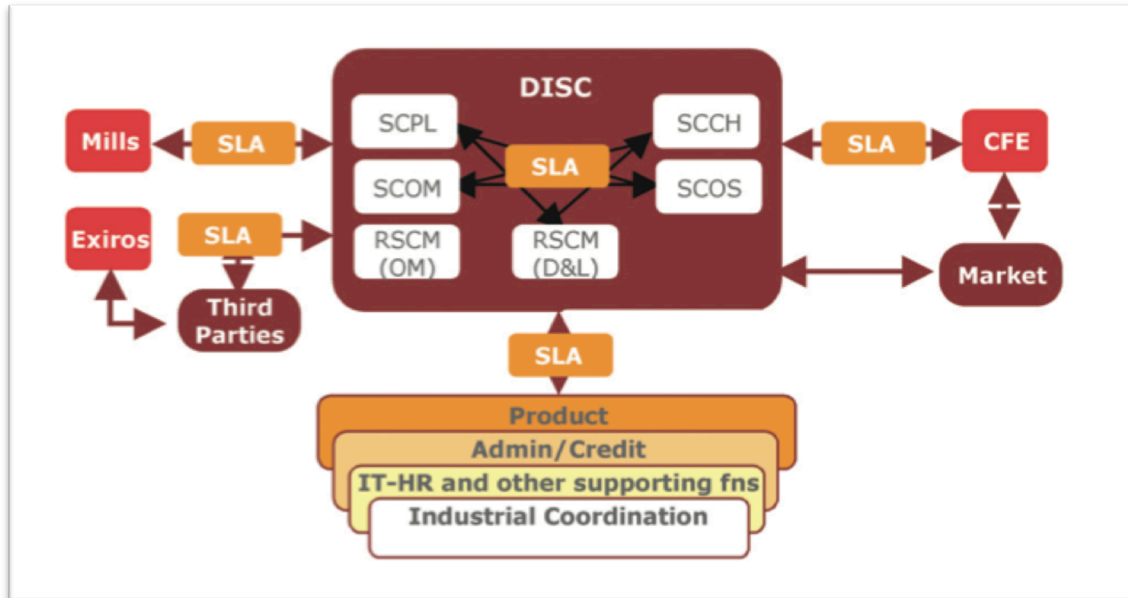 DISC
SCPL
SCCH
Mills
SLA
SLA
SLA
CFE
SCOM
SCOS
Exiros
SLA
RSCM
(OM)
RSCM
(D&L)
Market
Third
Parties
SLA
Product
Admin/Credit
IT-HR and other supporting fns
Industrial Coordination